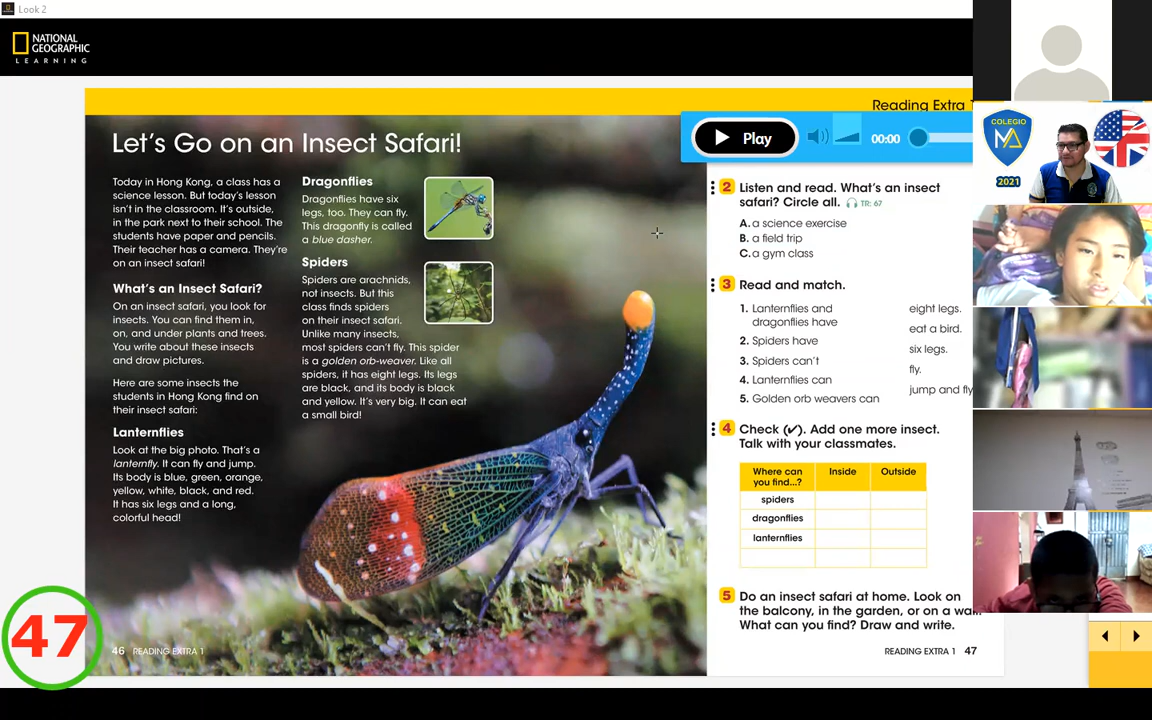 Look 2
NATIONAL
GEOGRAPHIC
LEARNING
Reading Extra 1
Let's Go on an Insect Safari!
Today in Hong Kong, a class has a
science lesson. But today's lesson
isn't in the classroom. It's outside,
in the park next to their school. The
students have paper and pencils.
Their teacher has a camera. They're
on an insect safari!
What's an Insect Safari?
On an insect safari, you look for
insects. You can find them in,
on, and under plants and trees.
You write about these insects
and draw pictures.
Here are some insects the
students in Hong Kong find on
their insect safari:
Lanternflies
Look at the big photo. That's a
lanternfly. It can fly and jump.
Its body is blue, green, orange,
yellow, white, black, and red.
It has six legs and a long,
colorful head!
Dragonflies
Dragonflies have six
legs, too. They can fly.
This dragonfly is called
a blue dasher.
Spiders
Spiders are arachnids,
not insects. But this
class finds spiders
on their insect safari.
Unlike many insects,
most spiders can't fly. This spider
is a golden orb-weaver. Like all
spiders, it has eight legs. Its legs
are black, and its body is black
and yellow. It's very big. It can eat
a small bird!
Play
00:00
2 Listen and read. What's an insect
safari? Circle all. TR: 67
A. a science exercise
B. a field trip
C. a gym class
3 Read and match.
1. Lanternflies and
dragonflies have
2. Spiders have
3. Spiders can't
4. Lanternflies can
5. Golden orb weavers can
eight legs.
eat a bird.
six legs.
fly.
jump and fly
4 Check (✔). Add one more insect.
Talk with your classmates.
Where can
you find...?
Inside
Outside
spiders
dragonflies
lanternflies
5 Do an insect safari at home. Look on
the balcony, in the garden, or on a wa
What can you find? Draw and write.
47
46 READING EXTRA 1
READING EXTRA 1 47
COLEGIO
MA
2021